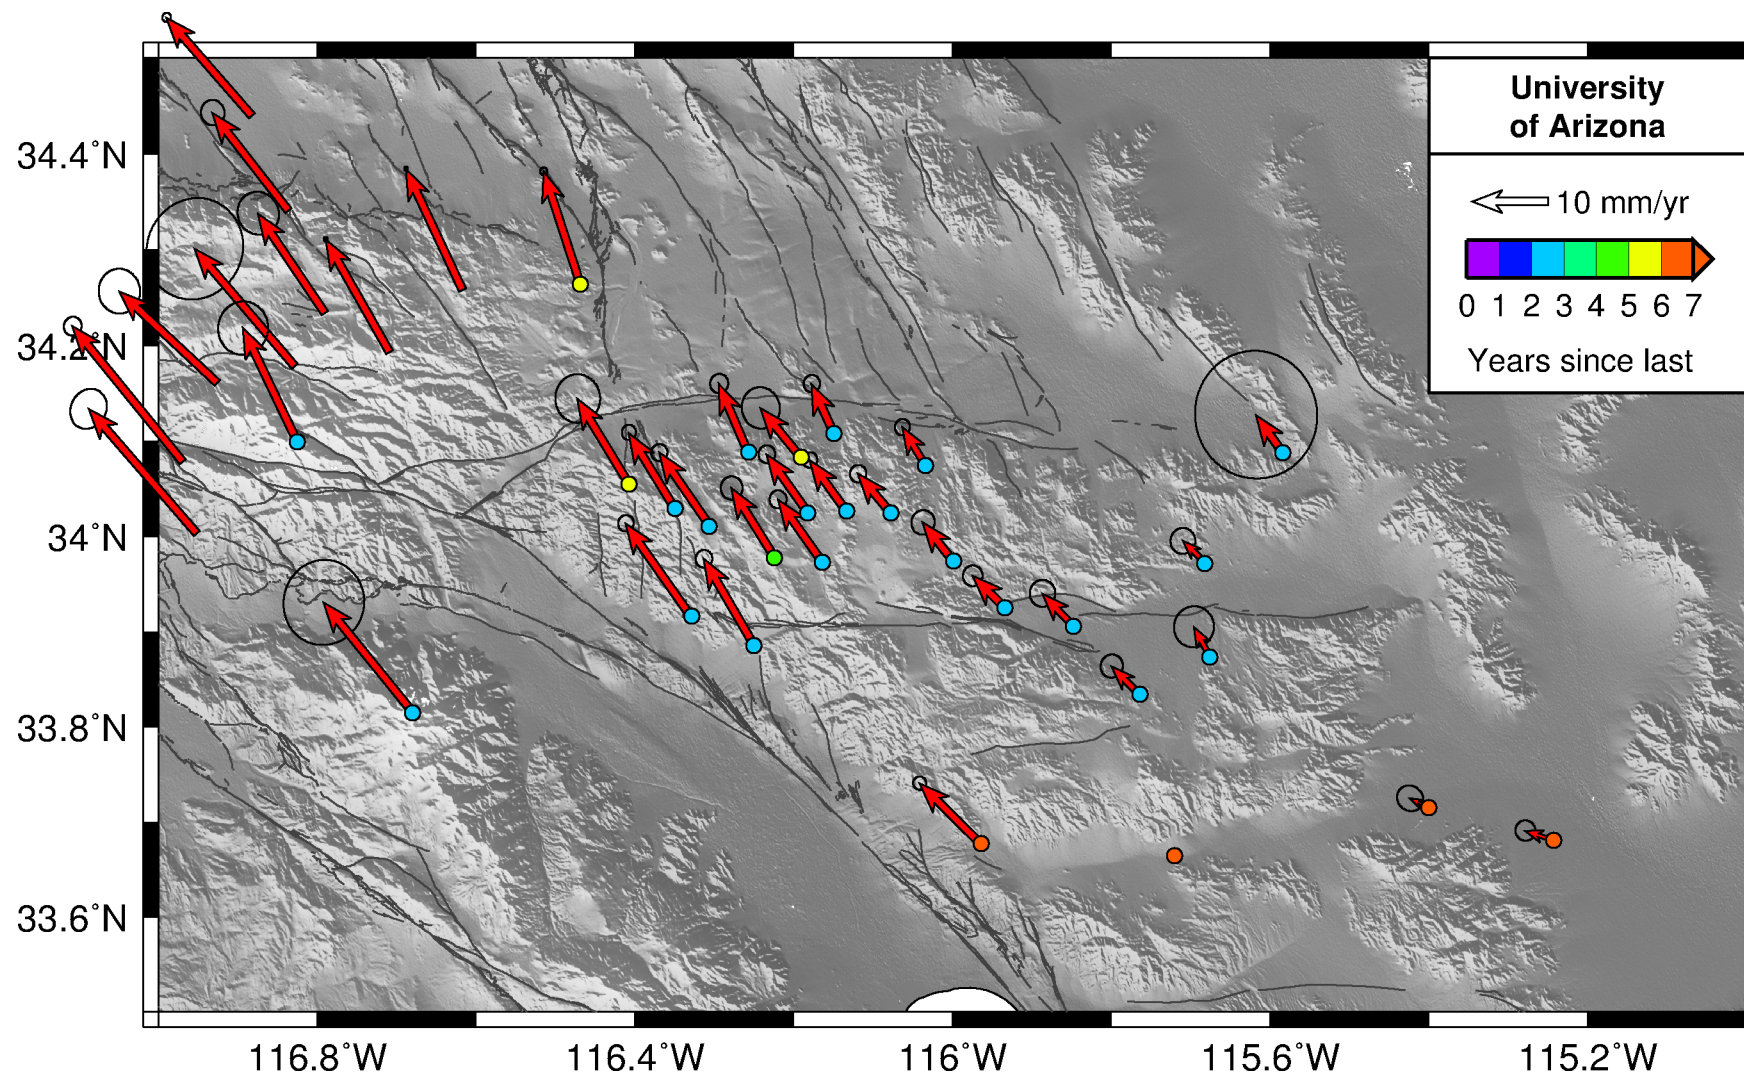 University
of Arizona
10 mm/yr
0 1 2 3 4 5 6 7
Years since last
34.4°N
34.2°N
34°N
33.8°N
33.6°N
116.8°W 116.4°W 116°W 115.6°W 115.2°W